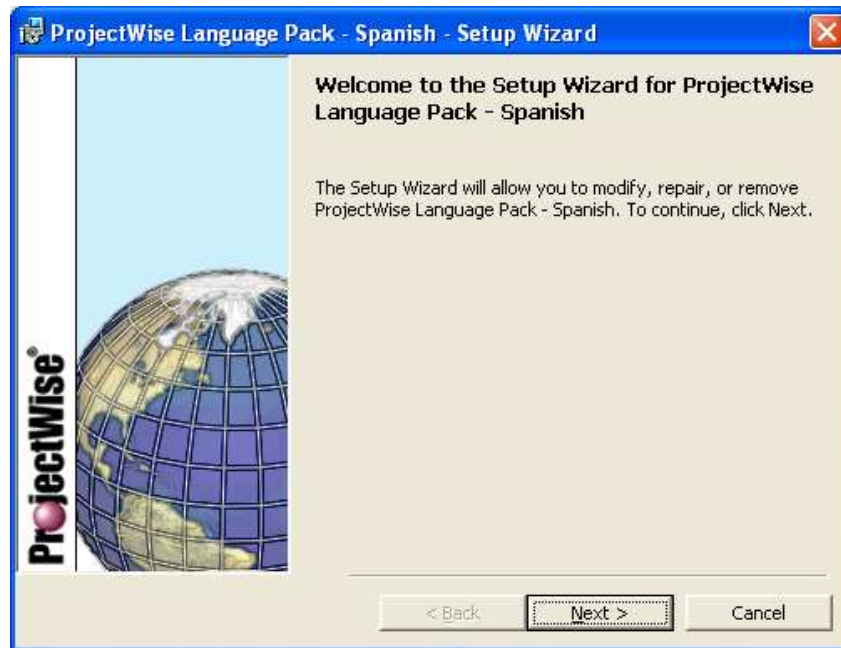 ProjectWise Language Pack - Spanish - Setup Wizard
Welcome to the Setup Wizard for ProjectWise
Language Pack - Spanish
The Setup Wizard will allow you to modify, repair, or remove
ProjectWise Language Pack - Spanish. To continue, click Next.
ProjectWise®
< Back
Next >
Cancel